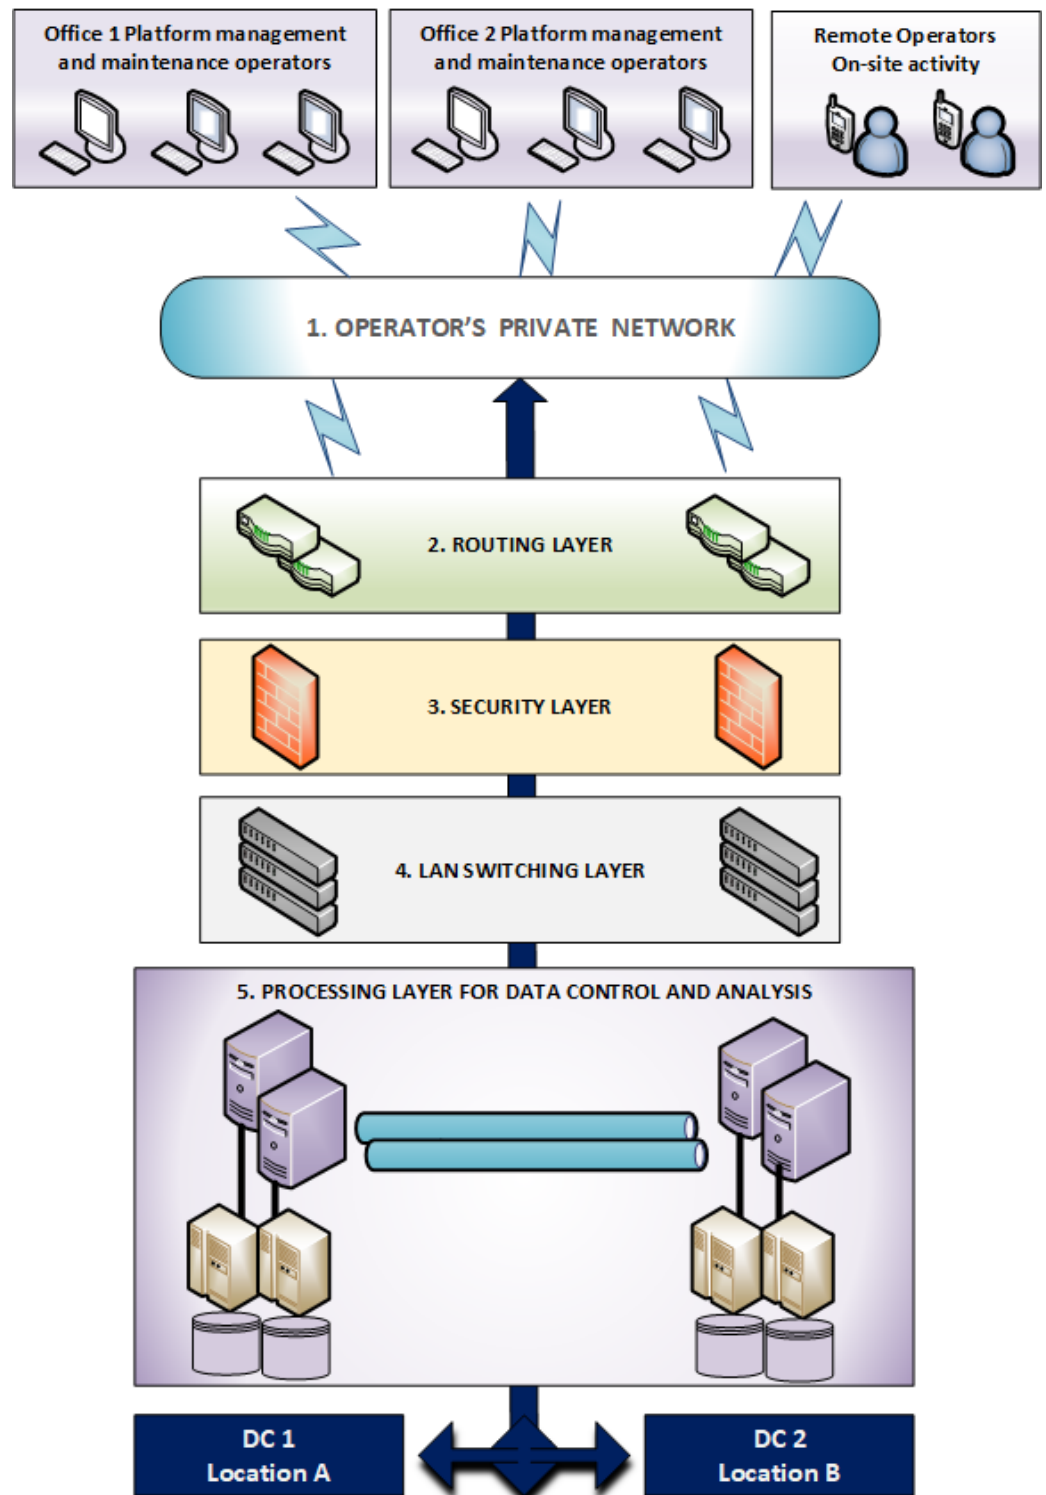 Office 1 Platform management
and maintenance operators
Office 2 Platform management
and maintenance operators
Remote Operators
On-site activity
1. OPERATOR'S PRIVATE NETWORK
2. ROUTING LAYER
3. SECURITY LAYER
4. LAN SWITCHING LAYER
5. PROCESSING LAYER FOR DATA CONTROL AND ANALYSIS
DC 1
Location A
DC 2
Location B